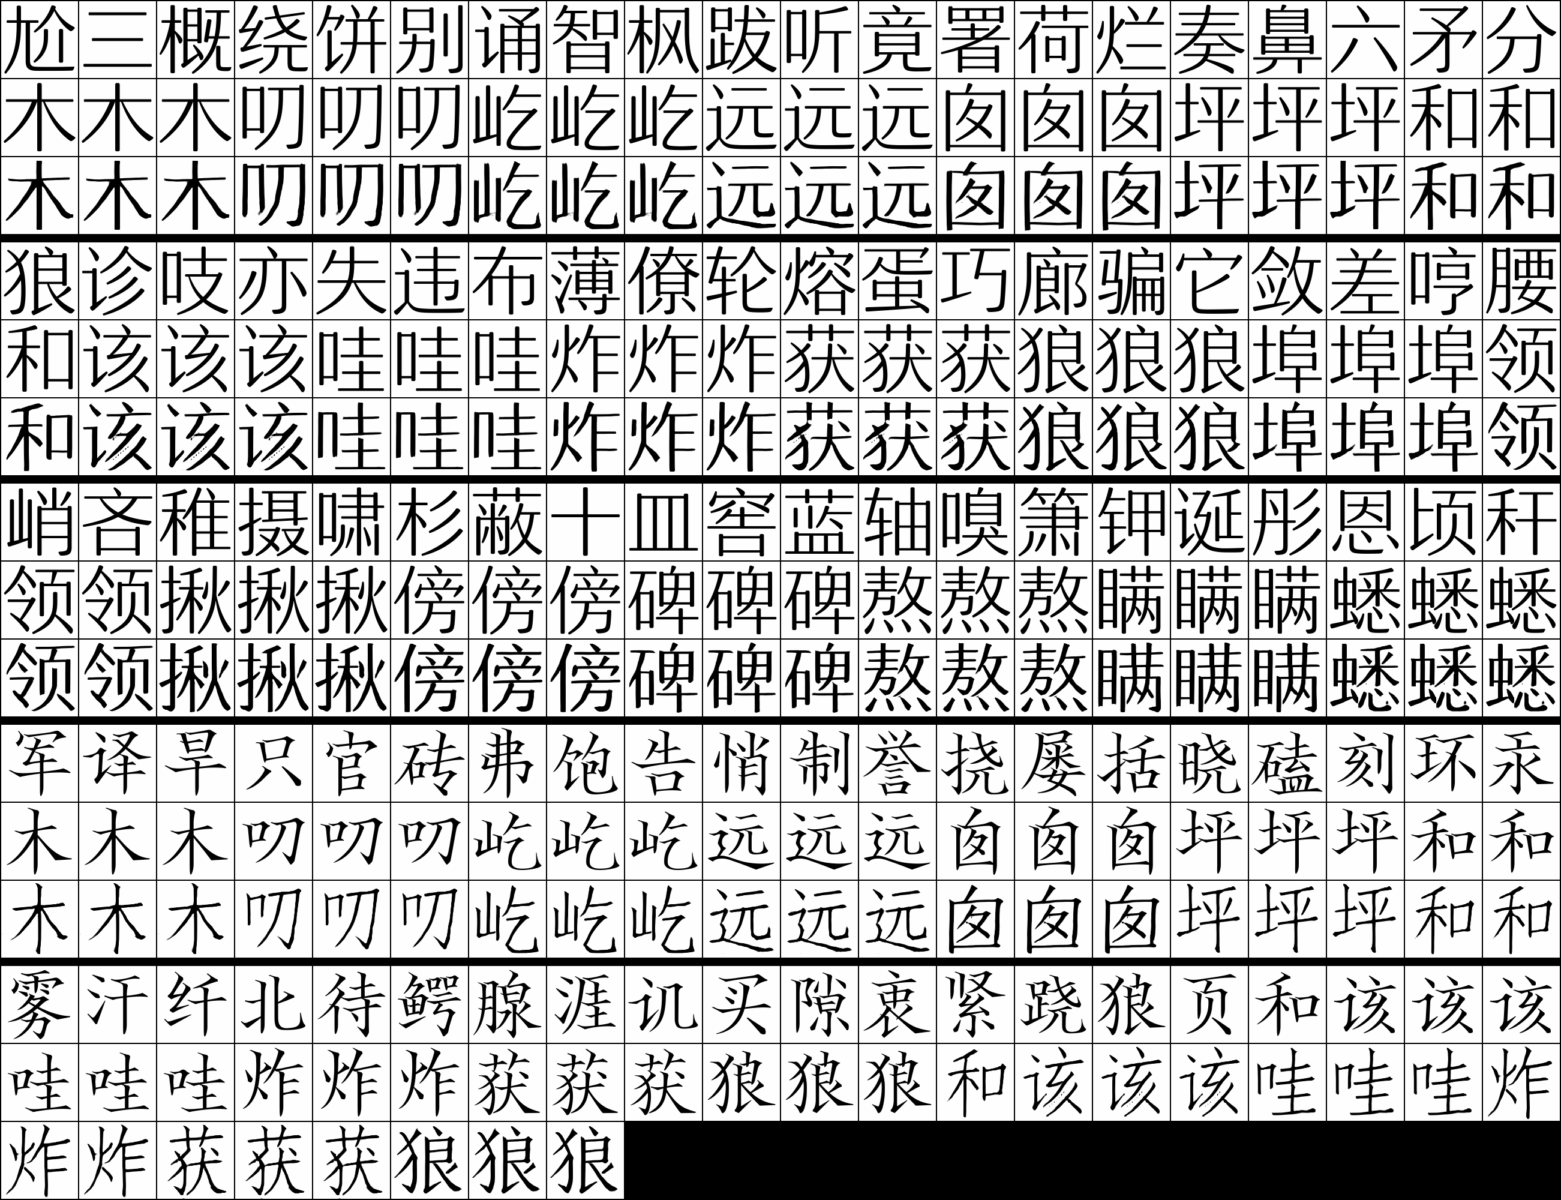 尬三概绕饼别诵智枫跋听竟署荷烂奏鼻六矛分
木木木叨叨叨屹屹屹远远远囱囱囱坪坪坪和和
木木木叨叨叨屹屹屹远远远囱囱囱坪坪坪和和
狼诊吱亦失违布薄僚轮熔蛋巧廊骗它敛差哼腰
和该该该哇哇哇炸炸炸获获获狼狼狼埠埠埠领
和该该该哇哇哇炸炸炸获获获狼狼狼埠埠埠领
峭吝稚摄啸杉蔽十皿窖蓝轴嗅箫钾诞彤恩顷秆
领领揪揪揪傍傍傍碑碑碑熬熬熬瞒瞒瞒蟋蟋蟋
领领揪揪揪傍傍傍碑碑碑熬熬熬瞒瞒瞒蟋蟋蟋
军译旱只官砖弗饱告悄制誉挠屡括晓磕刻环汞
木木木叨叨叨屹屹屹远远远囱囱囱坪坪坪和和
木木木叨叨叨屹屹屹远远远囱囱囱坪坪坪和和
雾汗纤北待鳄腺涯讥买隙衷紧跷狼页和该该该
哇哇哇炸炸炸获获获狼狼狼和该该该哇哇哇炸
炸炸获获获狼狼狼